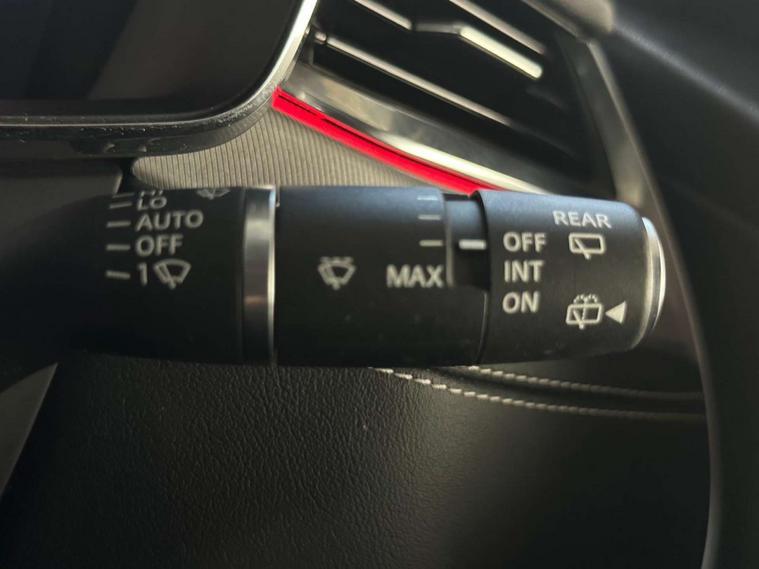 LO
AUTO
OFF
1
MAX
REAR
OFF
INT
ON